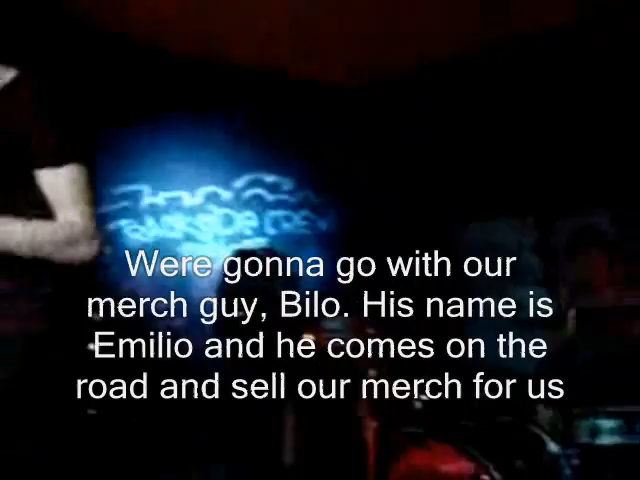 Were gonna go with our
merch guy, Bilo. His name is
Emilio and he comes on the
road and sell our merch for us